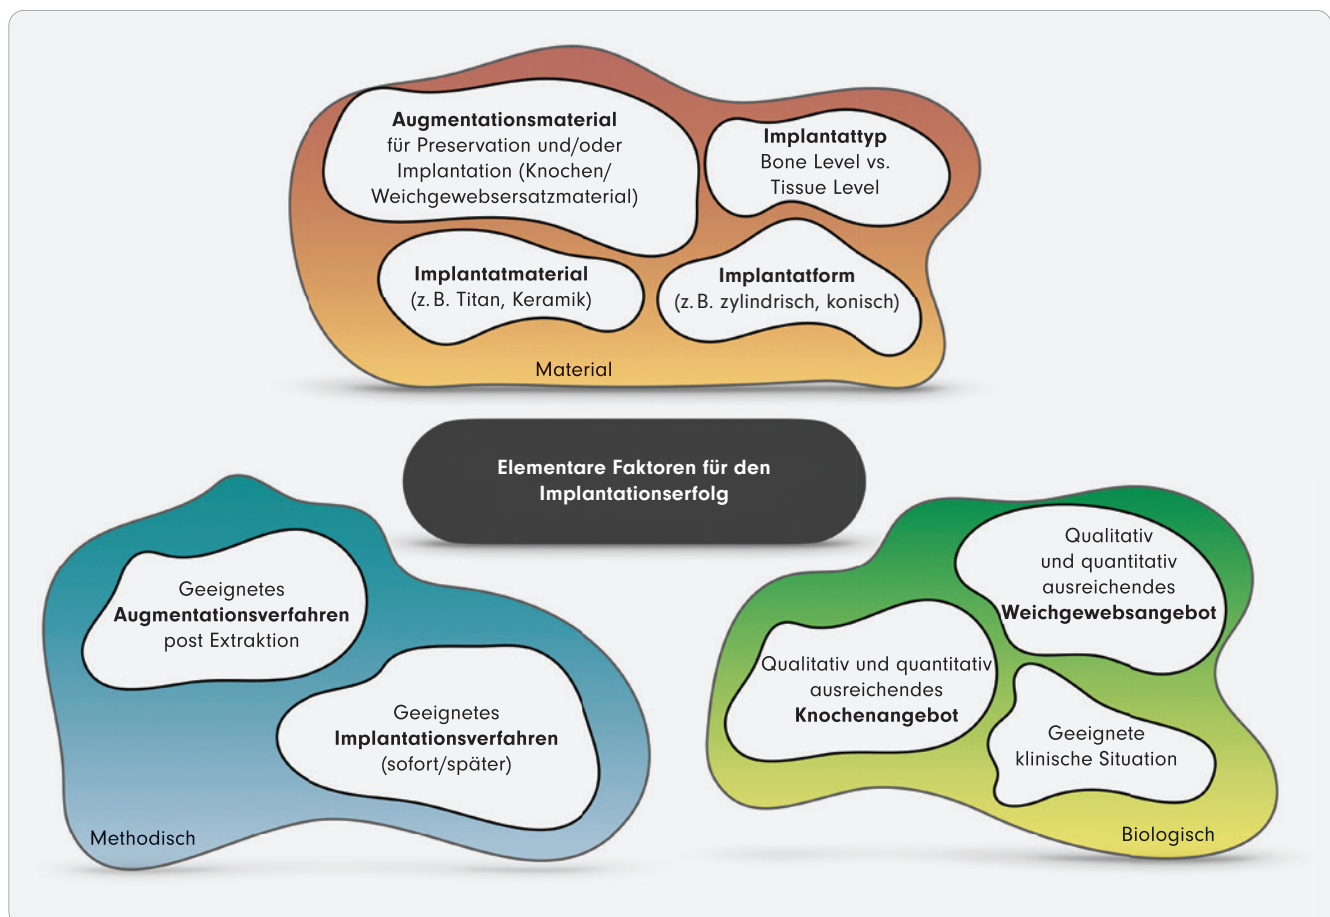 Augmentationsmaterial
für Preservation und/oder
Implantation (Knochen/
Weichgewebsersatzmaterial)
Implantattyp
Bone Level vs.
Tissue Level
Implantatmaterial
(z. B. Titan, Keramik)
Implantatform
(z. B. zylindrisch, konisch)
Material
Elementare Faktoren für den
Implantationserfolg
Geeignetes
Augmentationsverfahren
post Extraktion
Geeignetes
Implantationsverfahren
(sofort/später)
Methodisch
Qualitativ
und quantitativ
ausreichendes
Weichgewebsangebot
Qualitativ und quantitativ
ausreichendes
Knochenangebot
Geeignete
klinische Situation
Biologisch